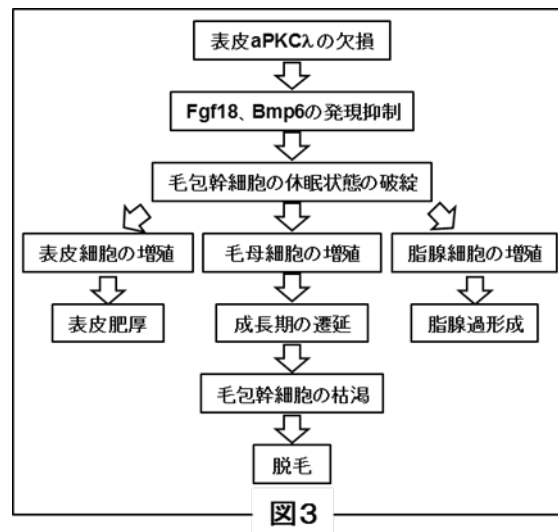 表皮aPKCλの欠損
Fgf18、Bmp6の発現抑制
毛包幹細胞の休眠状態の破綻
表皮細胞の増殖
毛母細胞の増殖
脂腺細胞の増殖
表皮肥厚
成長期の遷延
脂腺過形成
毛包幹細胞の枯渇
脱毛
図3